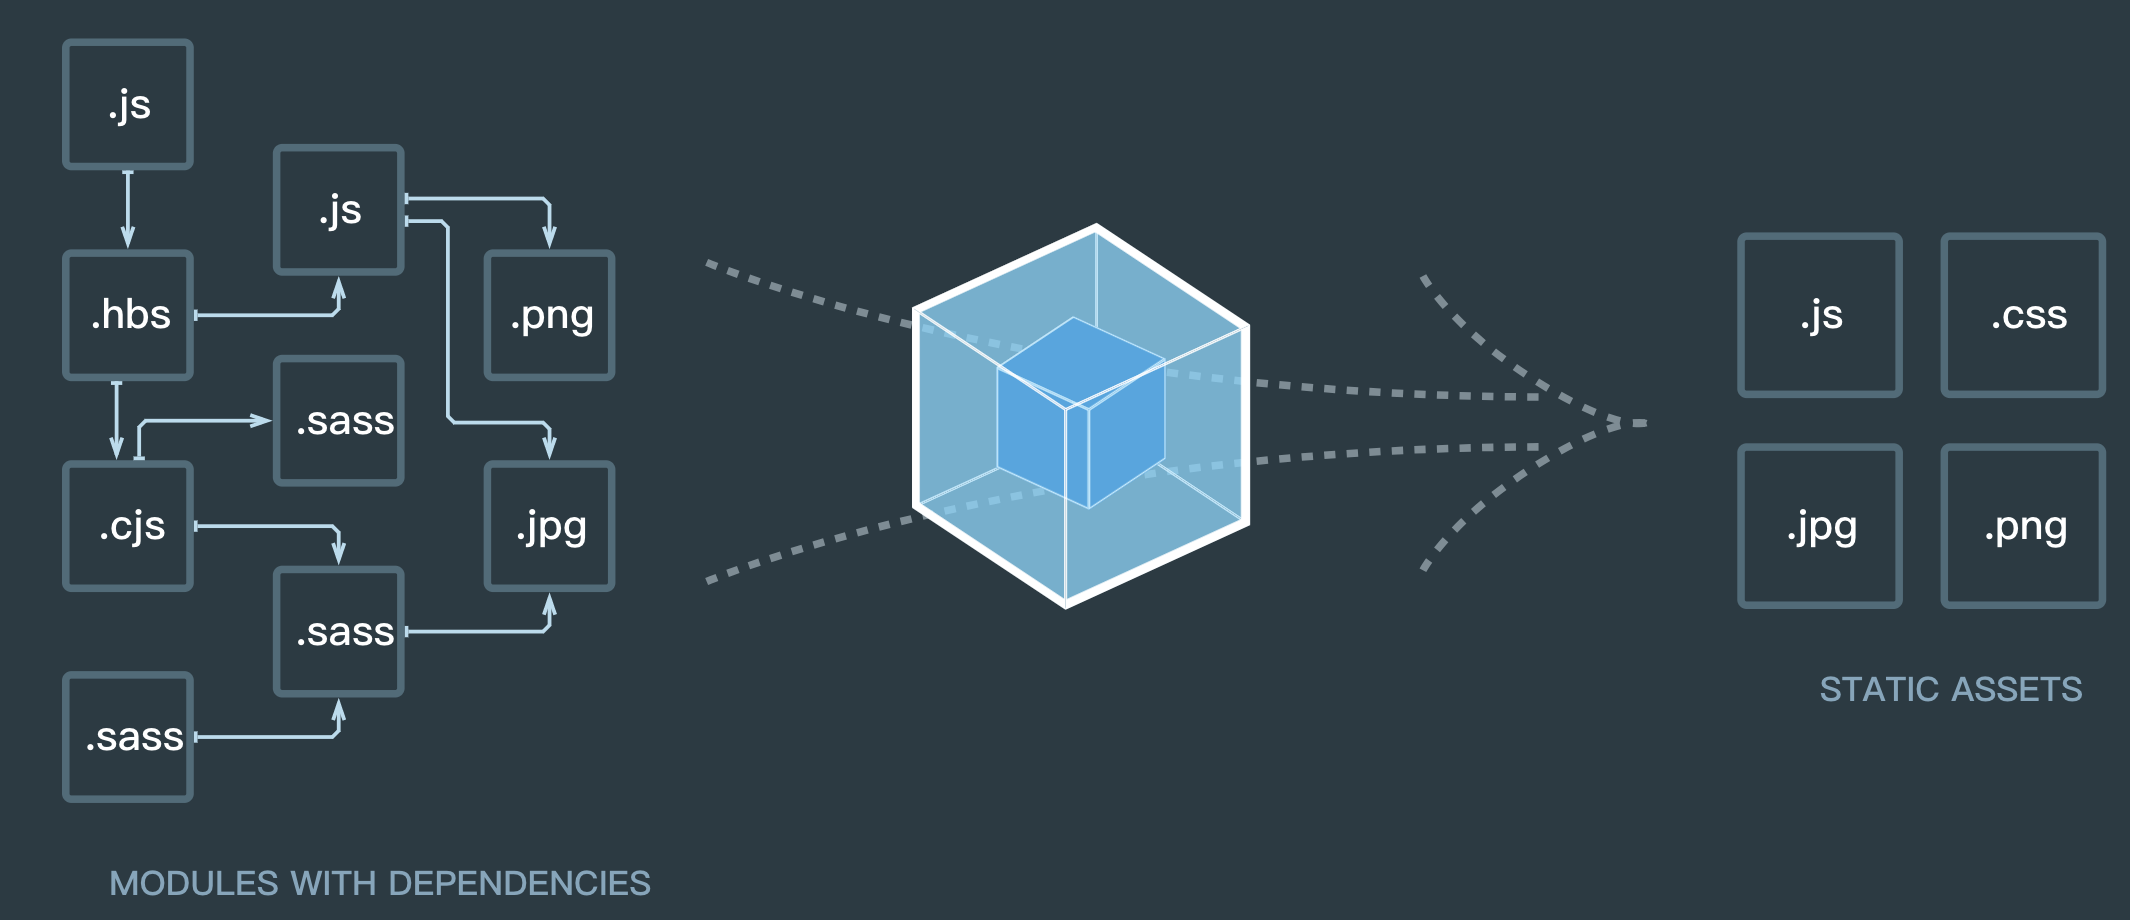 .js
.js
.hbs
.png
.sass
.cjs
.jpg
.sass
.sass
MODULES WITH DEPENDENCIES
.js
.css
.jpg
.png
STATIC ASSETS